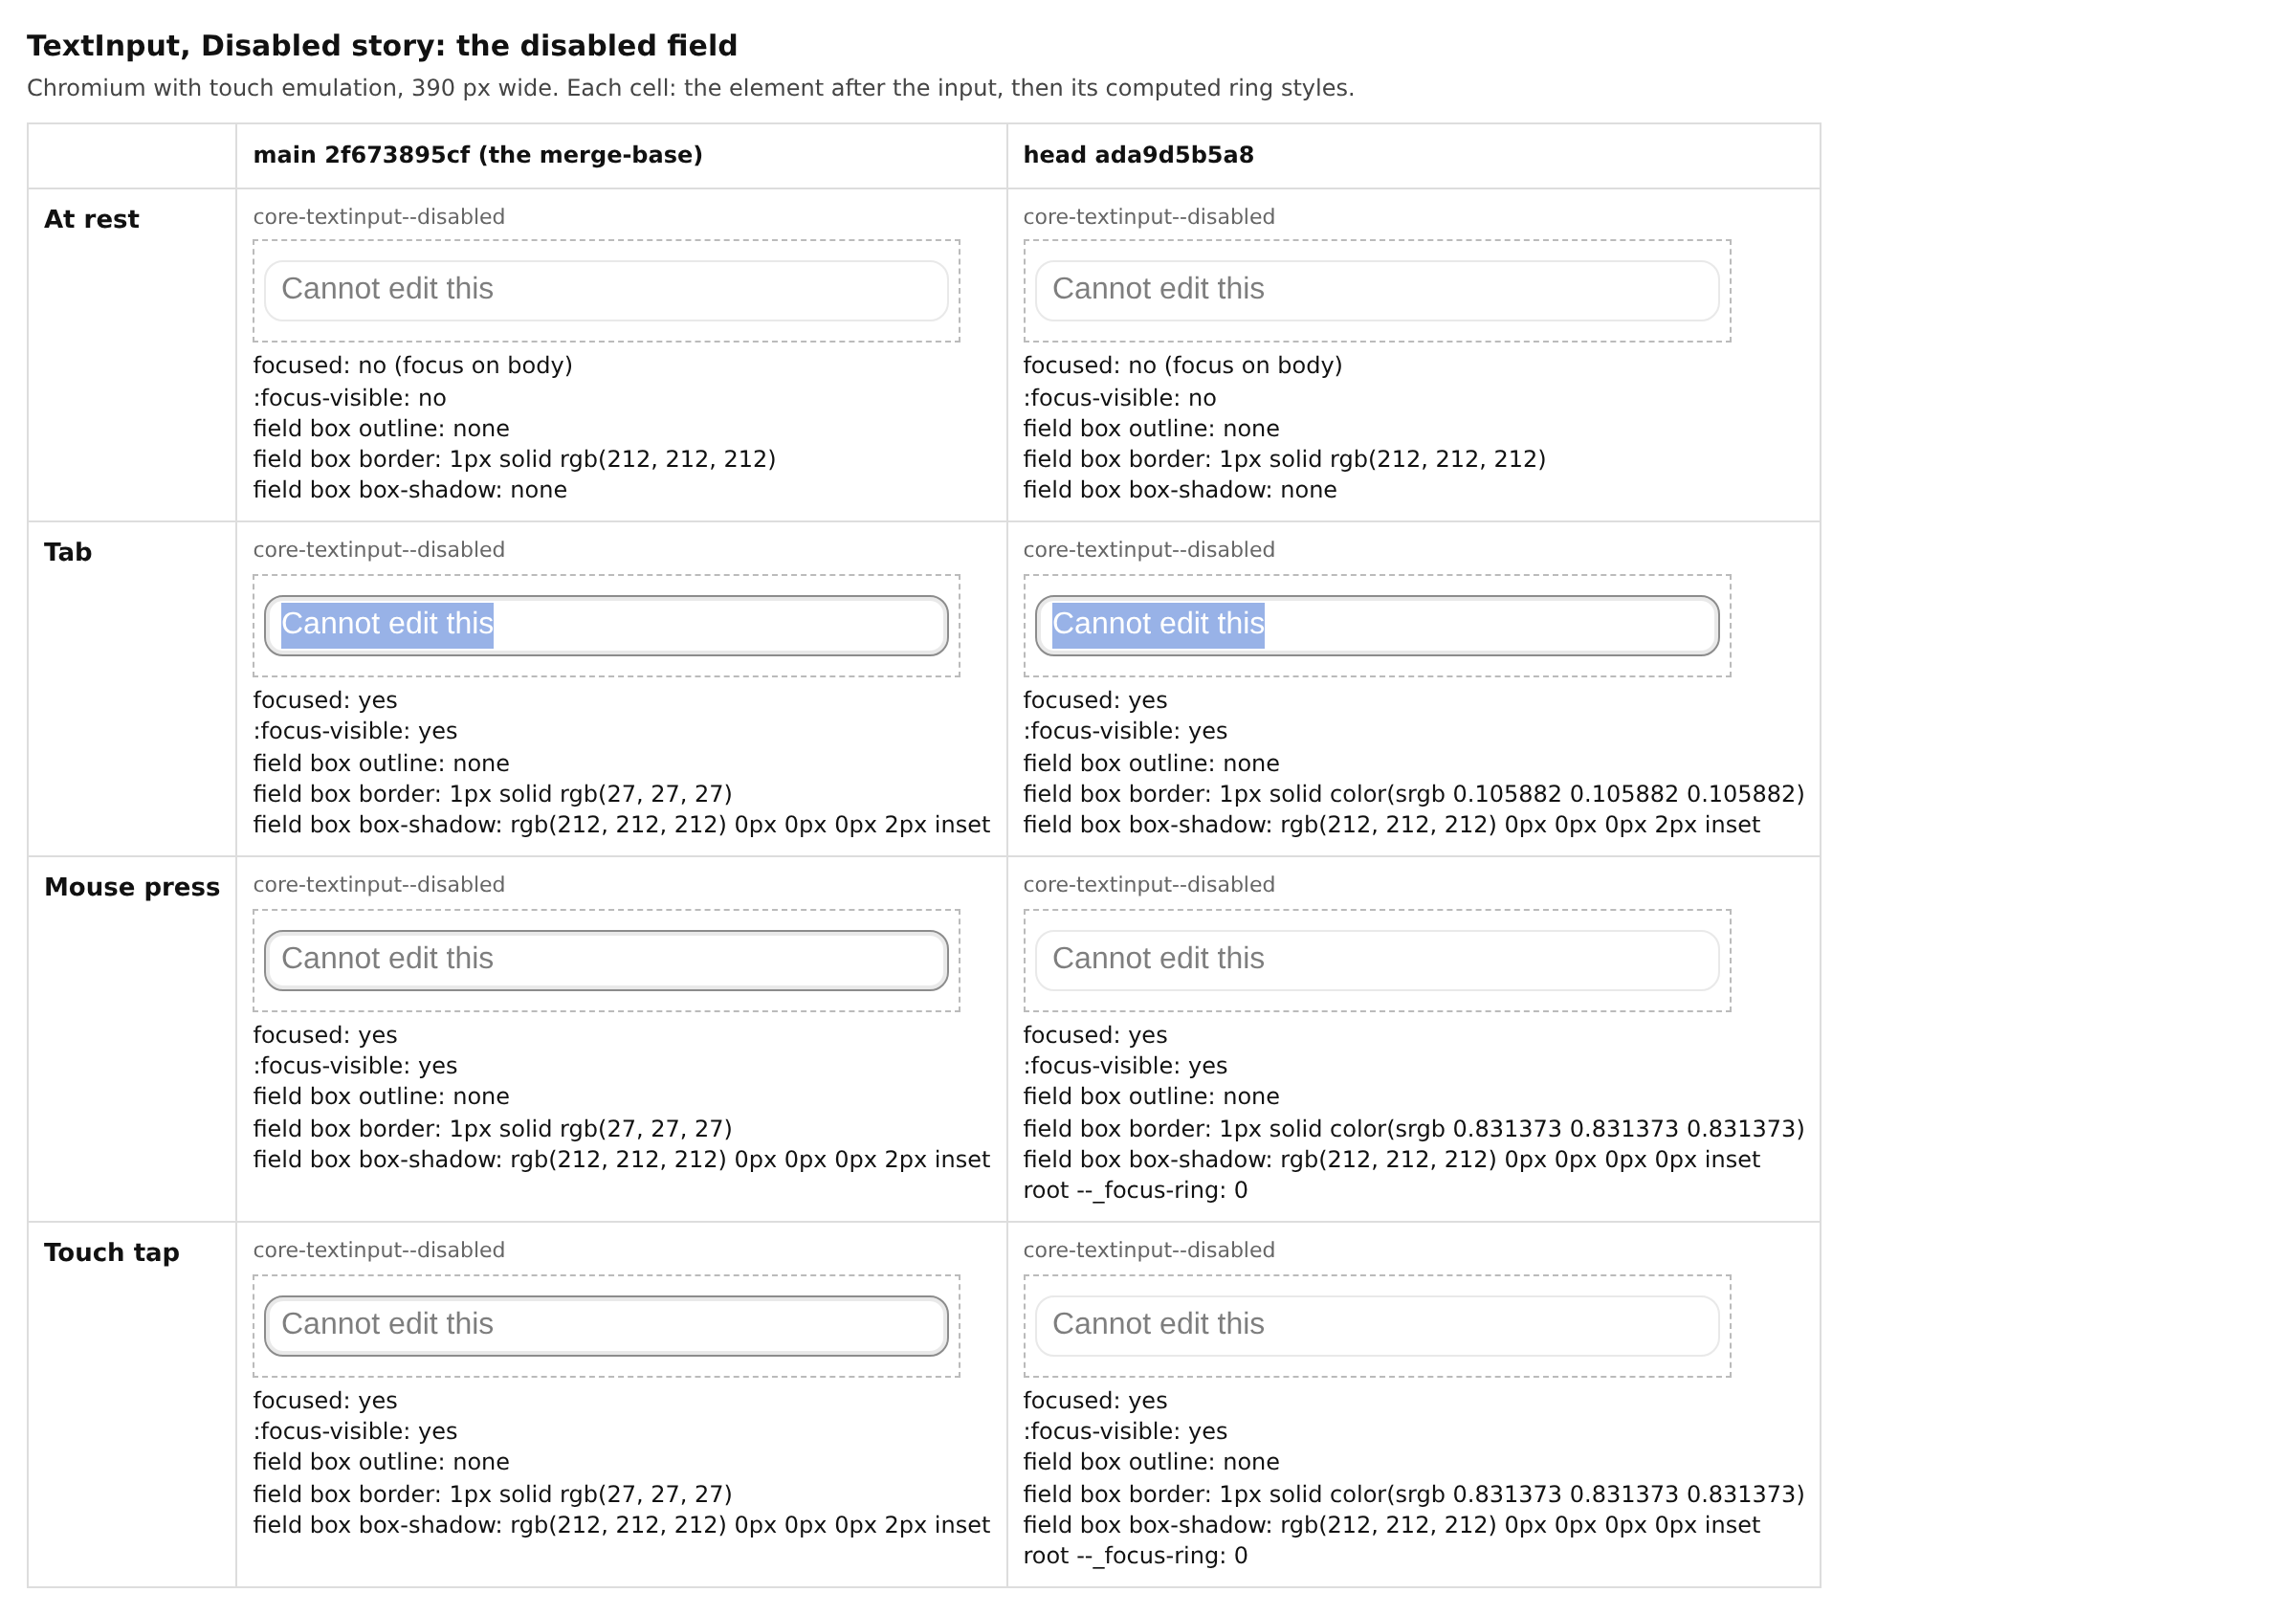 TextInput, Disabled story: the disabled field
Chromium with touch emulation, 390 px wide. Each cell: the element after the input, then its computed ring styles.
main 2f673895cf (the merge-base)
head ada9d5b5a8
At rest
core-textinput--disabled
Cannot edit this
focused: no (focus on body)
:focus-visible: no
field box outline: none
field box border: 1px solid rgb(212, 212, 212)
field box box-shadow: none
core-textinput--disabled
Cannot edit this
focused: no (focus on body)
:focus-visible: no
field box outline: none
field box border: 1px solid rgb(212, 212, 212)
field box box-shadow: none
Tab
core-textinput--disabled
Cannot edit this
focused: yes
:focus-visible: yes
field box outline: none
field box border: 1px solid rgb(27, 27, 27)
field box box-shadow: rgb(212, 212, 212) 0px 0px 0px 2px inset
core-textinput--disabled
Cannot edit this
focused: yes
:focus-visible: yes
field box outline: none
field box border: 1px solid color(srgb 0.105882 0.105882 0.105882)
field box box-shadow: rgb(212, 212, 212) 0px 0px 0px 2px inset
Mouse press
core-textinput--disabled
Cannot edit this
focused: yes
:focus-visible: yes
field box outline: none
field box border: 1px solid rgb(27, 27, 27)
field box box-shadow: rgb(212, 212, 212) 0px 0px 0px 2px inset
core-textinput--disabled
Cannot edit this
focused: yes
:focus-visible: yes
field box outline: none
field box border: 1px solid color(srgb 0.831373 0.831373 0.831373)
field box box-shadow: rgb(212, 212, 212) 0px 0px 0px 0px inset
root --_focus-ring: 0
Touch tap
core-textinput--disabled
Cannot edit this
focused: yes
:focus-visible: yes
field box outline: none
field box border: 1px solid rgb(27, 27, 27)
field box box-shadow: rgb(212, 212, 212) 0px 0px 0px 2px inset
core-textinput--disabled
Cannot edit this
focused: yes
:focus-visible: yes
field box outline: none
field box border: 1px solid color(srgb 0.831373 0.831373 0.831373)
field box box-shadow: rgb(212, 212, 212) 0px 0px 0px 0px inset
root --_focus-ring: 0